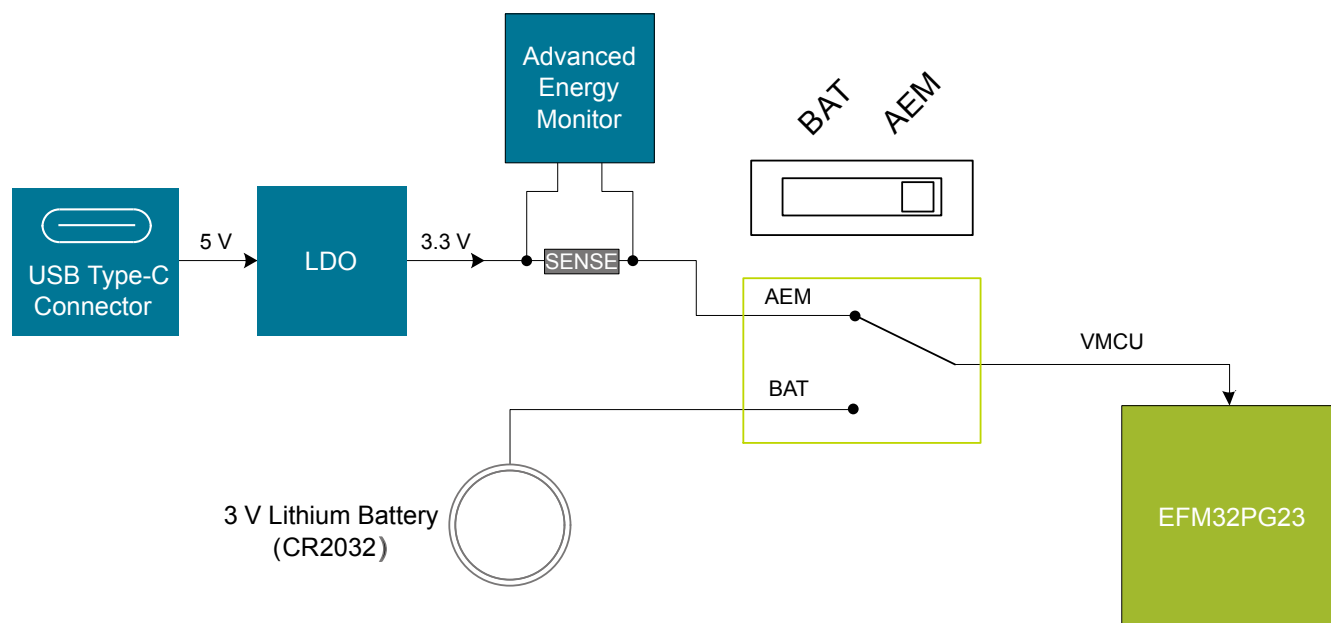 Advanced
Energy
Monitor
BAT
AEM
USB Type-C
Connector
5 V
LDO
3.3 V
SENSE
AEM
VMCU
BAT
3 V Lithium Battery
(CR2032)
EFM32PG23